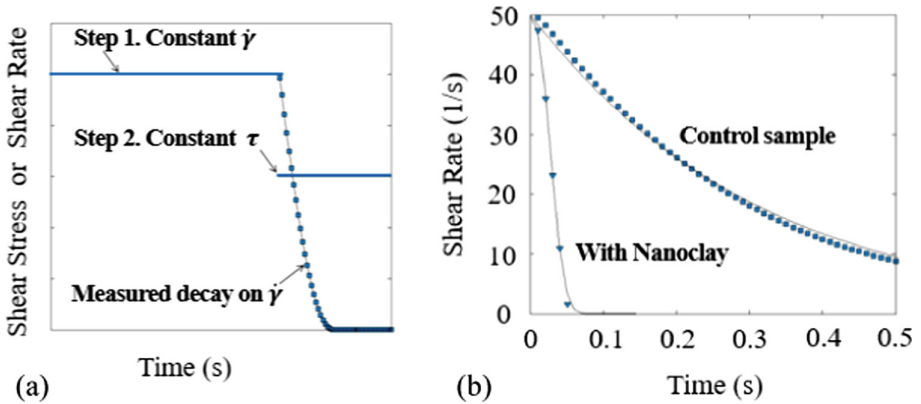 Shear Stress or Shear Rate
Step 1. Constant γ̇
Step 2. Constant τ
Measured decay on γ̇
Time (s)
(a)
Shear Rate (1/s)
50
40
30
20
10
0
Control sample
With Nanoclay
0 0.1 0.2 0.3 0.4 0.5
Time (s)
(b)